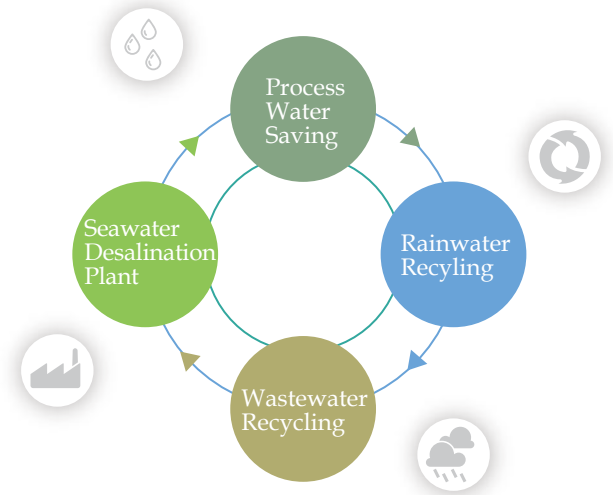 Process
Water
Saving
Rainwater
Recyling
Wastewater
Recycling
Seawater
Desalination
Plant